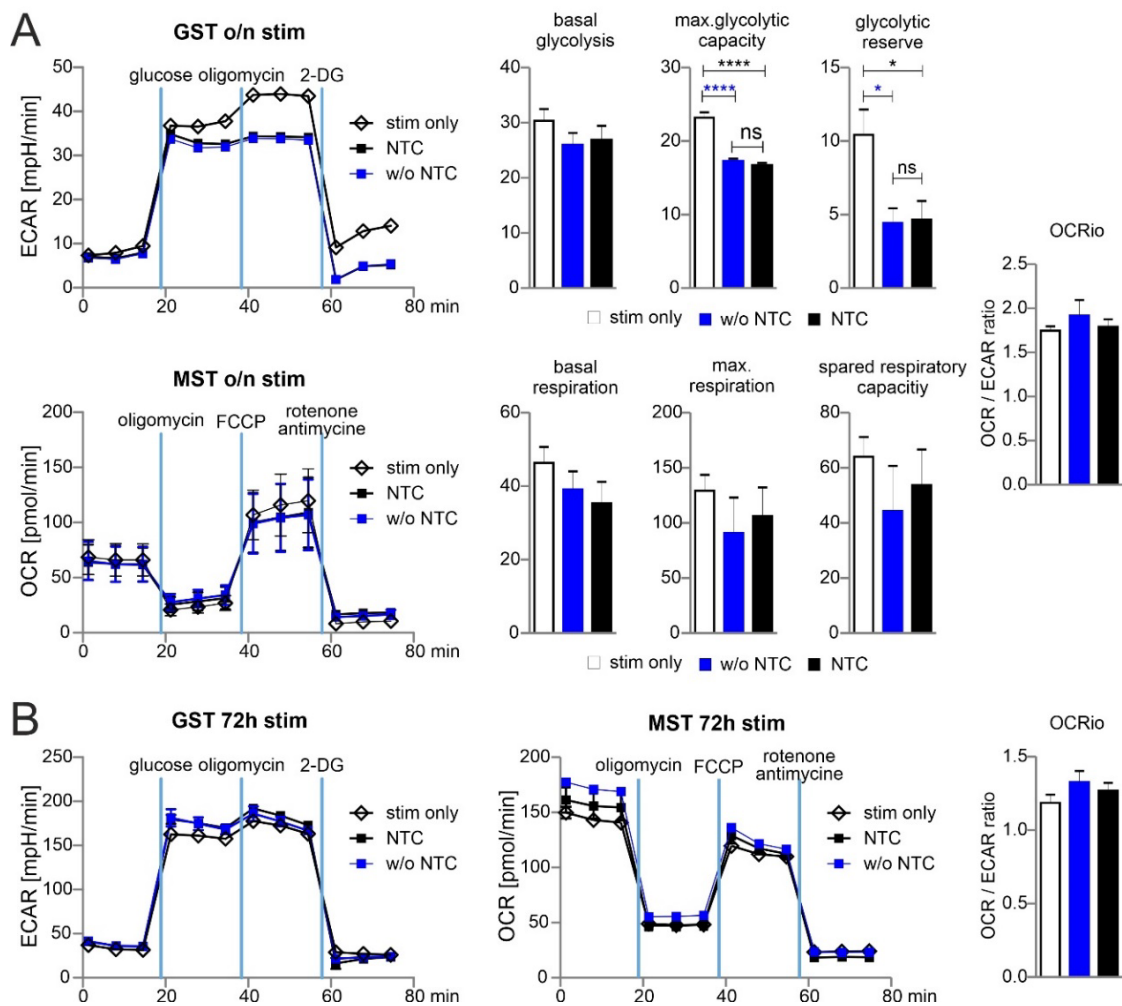 A
GST o/n stim
glucose oligomycin 2-DG
ECAR [mpH/min]
50
40
30
20
10
0
0 20 40 60 80 min
stim only
NTC
w/o NTC
basal
glycolysis
40
30
20
10
0
max.glycolytic
capacity
30
20
10
0
****
****
ns
glycolytic
reserve
15
10
5
0
*
*
ns
stim only w/o NTC NTC
OCRio
OCR / ECAR ratio
2.5
2.0
1.5
1.0
0.5
0.0
MST o/n stim
oligomycin FCCP rotenone
antimycine
OCR [pmol/min]
200
150
100
50
0
0 20 40 60 80 min
stim only
NTC
w/o NTC
basal
respiration
60
40
20
0
max.
respiration
200
150
100
50
0
spared respiratory
capacitiy
80
60
40
20
0
stim only w/o NTC NTC
B
GST 72h stim
glucose oligomycin 2-DG
ECAR [mpH/min]
250
200
150
100
50
0
0 20 40 60 80 min
stim only
NTC
w/o NTC
MST 72h stim
oligomycin FCCP rotenone
antimycine
OCR [pmol/min]
200
150
100
50
0
0 20 40 60 80 min
stim only
NTC
w/o NTC
OCRio
OCR / ECAR ratio
1.5
1.0
0.5
0.0